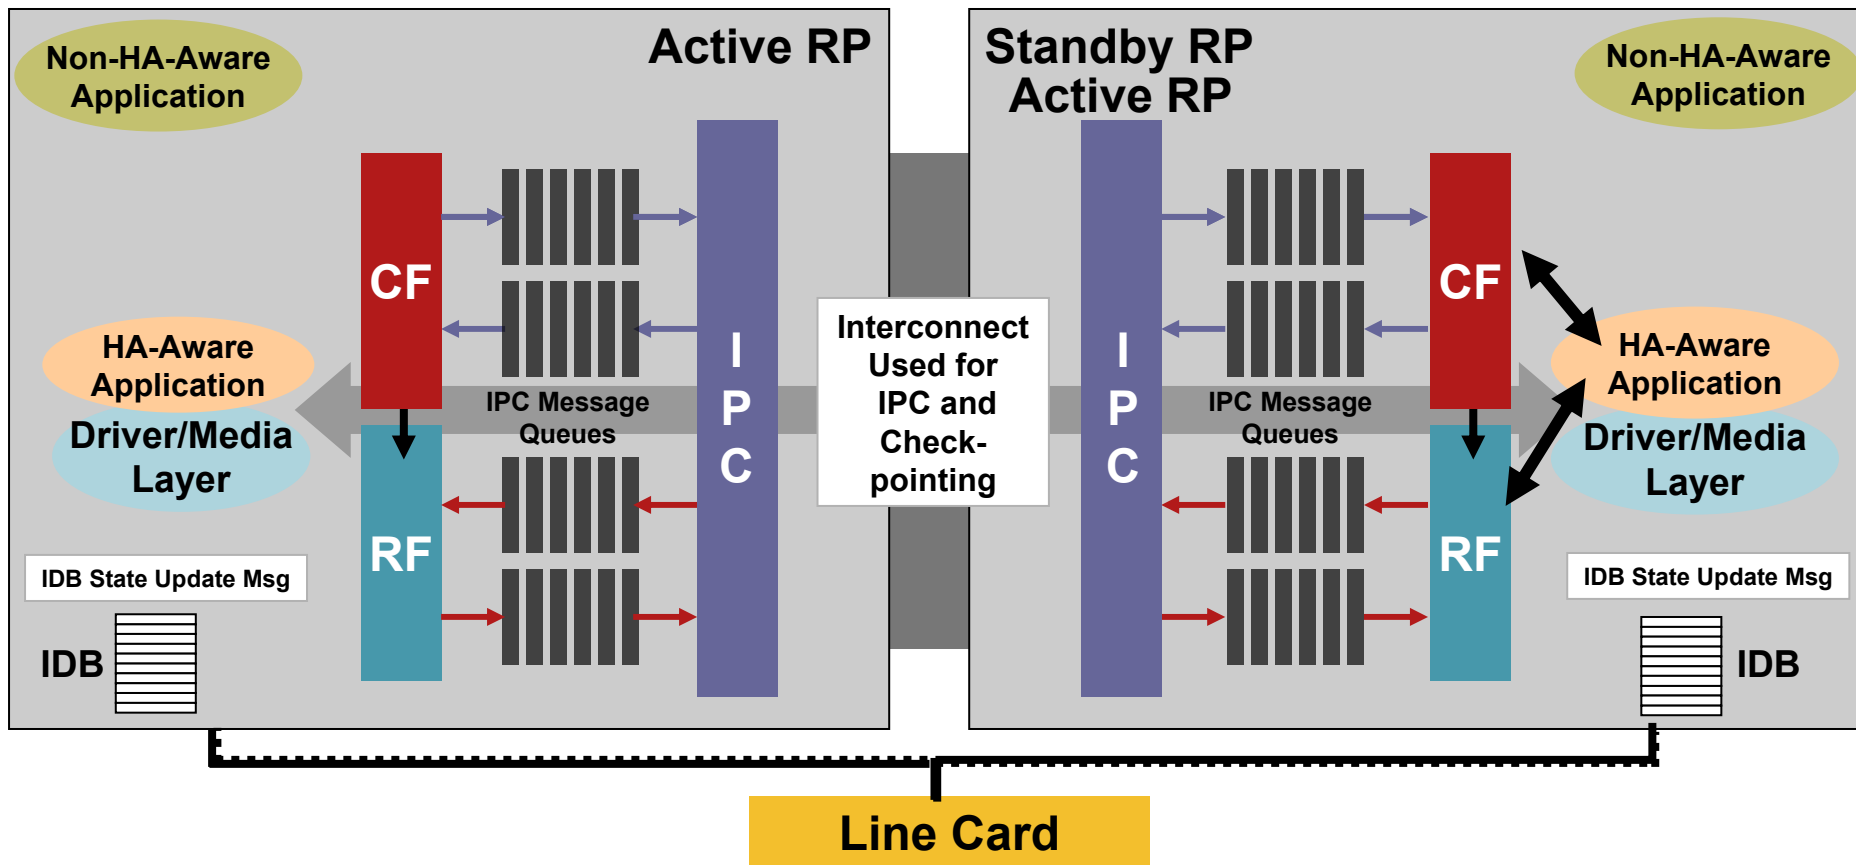 Non-HA-Aware
Application
Active RP
CF
I
P
C
IPC Message
Queues
HA-Aware
Application
Driver/Media
Layer
RF
IDB State Update Msg
IDB
Interconnect
Used for
IPC and
Check-
pointing
Standby RP
Active RP
Non-HA-Aware
Application
I
P
C
IPC Message
Queues
CF
HA-Aware
Application
Driver/Media
Layer
RF
IDB State Update Msg
IDB
Line Card